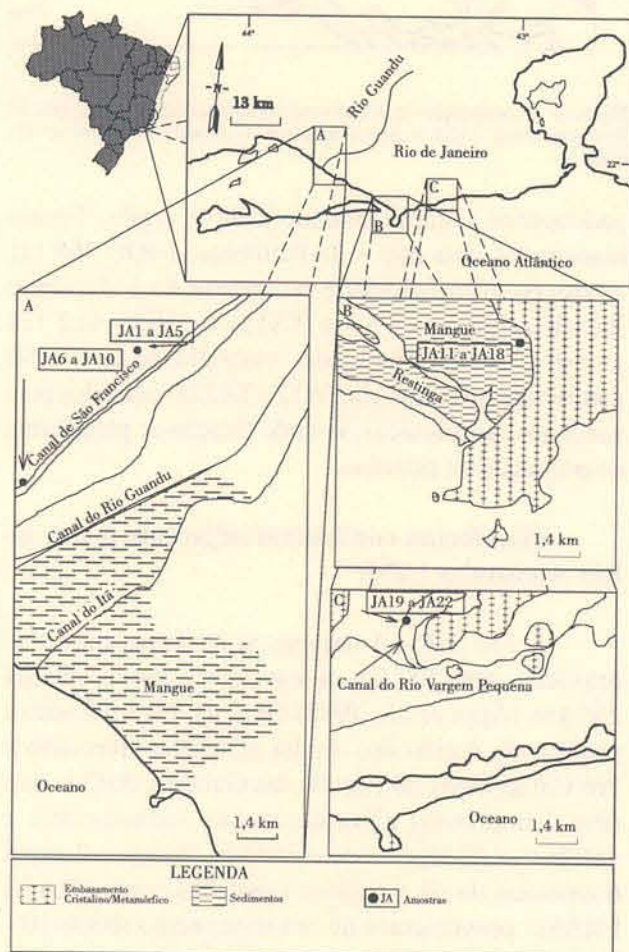 44°
43°
-N-
13 km
Rio Guandu
A
Rio de Janeiro
C
22°
B
Oceano Atlântico
A
JA1 a JA5
JA6 a JA10
Canal de São Francisco
Canal do Rio Guandu
Canal do Itã
Mangue
Oceano
1,4 km
B
Mangue
JA11 a JA18
Restinga
1,4 km
C
JA19 a JA22
Canal do Rio Vargem Pequena
Oceano
1,4 km
LEGENDA
Embasamento
Cristalino/Metamórfico
Sedimentos
JA Amostras